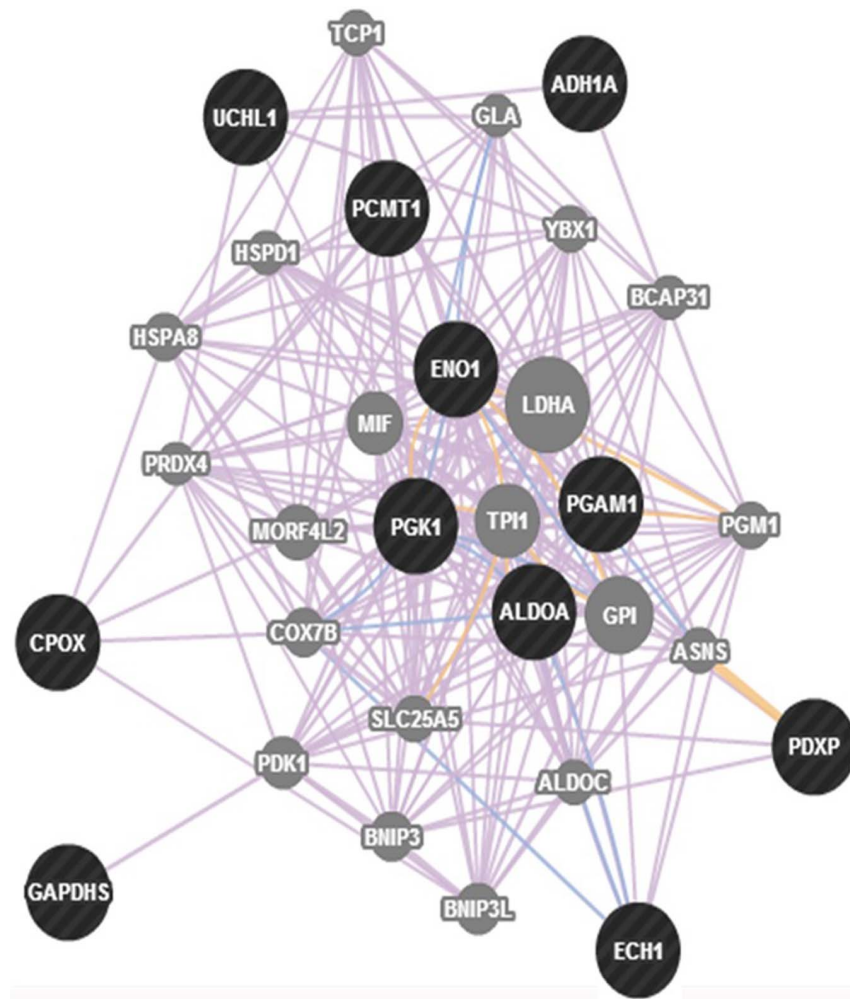 TCP1
ADH1A
UCHL1
GLA
PCMT1
YBX1
HSPD1
BCAP31
HSPA8
ENO1
LDHA
MIF
PRDX4
PGAM1
TPI1
PGK1
PGM1
MORF4L2
ALDOA
GPI
COX7B
CPOX
ASNS
SLC25A5
PDXP
PDK1
ALDOC
BNIP3
GAPDHS
BNIP3L
ECH1